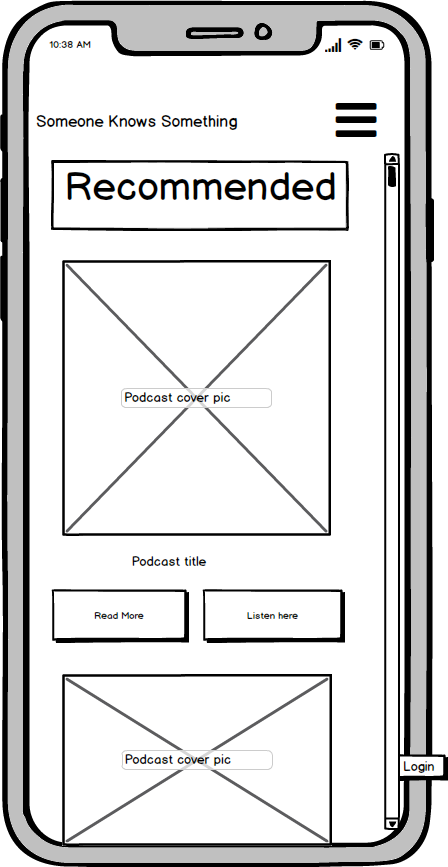 10:38 AM
Someone Knows Something
Recommended
Podcast cover pic
Podcast title
Read More
Listen here
Podcast cover pic
Login